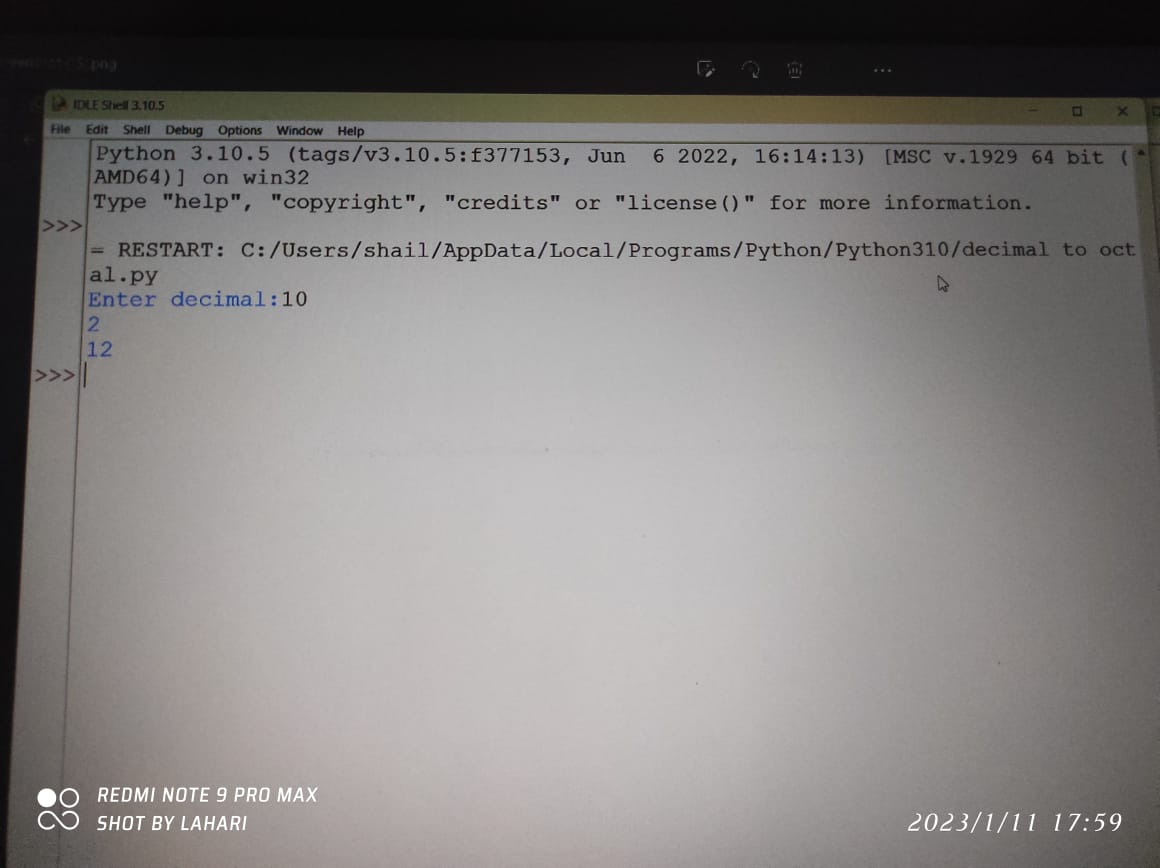 IDLE Shell 3.10.5
File Edit Shell Debug Options Window Help
Python 3.10.5 (tags/v3.10.5:f377153, Jun  6 2022, 16:14:13) [MSC v.1929 64 bit (
AMD64)] on win32
Type "help", "copyright", "credits" or "license()" for more information.
>>>
= RESTART: C:/Users/shail/AppData/Local/Programs/Python/Python310/decimal to oct
al.py
Enter decimal:10
2
12
>>>
REDMI NOTE 9 PRO MAX
SHOT BY LAHARI
2023/1/11 17:59